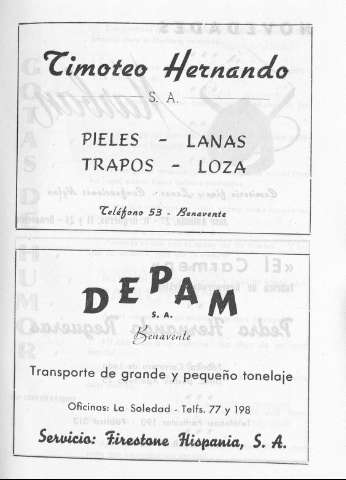 Timoteo Hernando
S. A.
PIELES - LANAS
TRAPOS - LOZA
Teléfono 53 - Benavente
DEPAM
S. A.
Benavente
Transporte de grande y pequeño tonelaje
Oficinas: La Soledad - Telfs. 77 y 198
Servicio: Firestone Hispania, S. A.